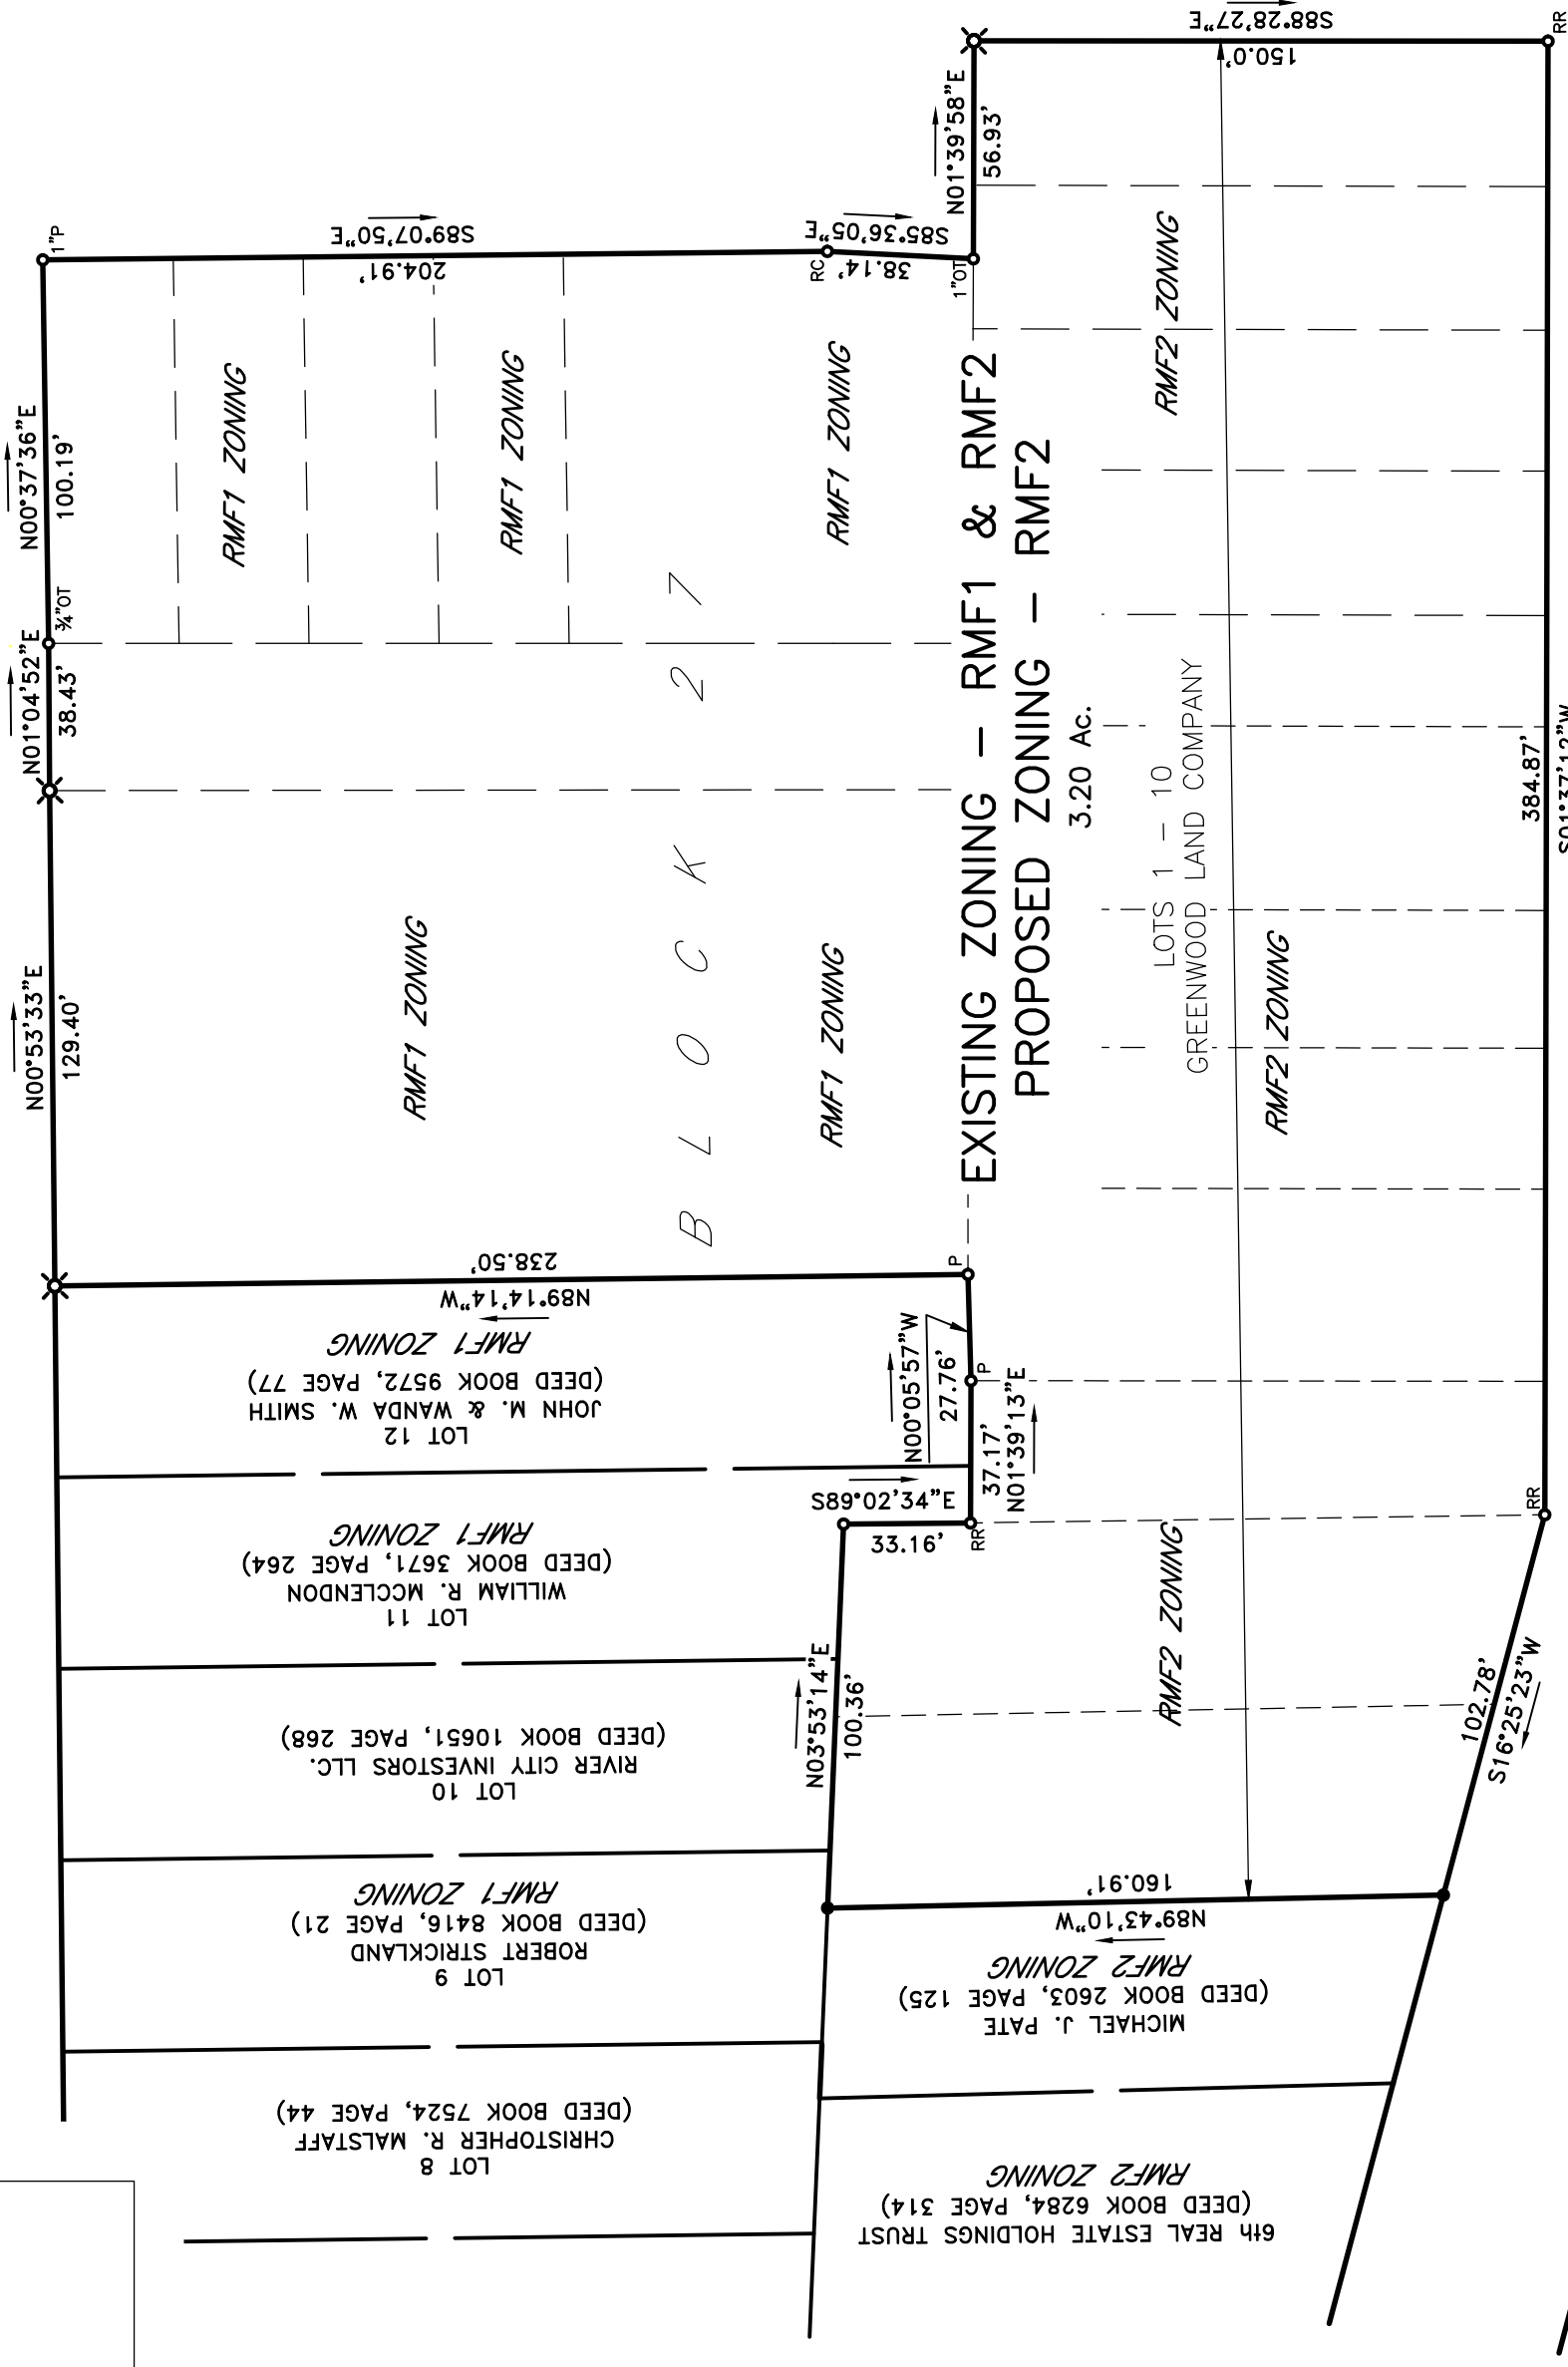 S88°28'27"E
150.0'
RR
N01°39'58"E
56.93'
1"P
S89°07'50"E
204.91'
RC
S85°36'05"E
38.14'
1"OT
N00°37'36"E
100.19'
¾"OT
N01°04'52"E
38.43'
N00°53'33"E
129.40'
RMF1 ZONING
RMF1 ZONING
RMF1 ZONING
RMF2 ZONING
BLOCK 27
RMF1 ZONING
RMF1 ZONING
EXISTING ZONING - RMF1 & RMF2
PROPOSED ZONING - RMF2
3.20 Ac.
LOTS 1 - 10
GREENWOOD LAND COMPANY
RMF2 ZONING
384.87'
S01°37'12"W
238.50'
N89°14'14"W
P
RMF1 ZONING
(DEED BOOK 9572, PAGE 77)
JOHN M. & WANDA W. SMITH
LOT 12
N00°05'57"W
27.76'
P
37.17'
N01°39'13"E
S89°02'34"E
33.16'
RR
RR
RMF1 ZONING
(DEED BOOK 3671, PAGE 264)
WILLIAM R. MCCLENDON
LOT 11
N03°53'14"E
100.36'
RMF2 ZONING
102.78'
S16°25'23"W
(DEED BOOK 10651, PAGE 268)
RIVER CITY INVESTORS LLC.
LOT 10
160.91'
N89°43'10"W
RMF1 ZONING
(DEED BOOK 8416, PAGE 21)
ROBERT STRICKLAND
LOT 9
RMF2 ZONING
(DEED BOOK 2603, PAGE 125)
MICHAEL J. PATE
(DEED BOOK 7524, PAGE 44)
CHRISTOPHER R. MALSTAFF
LOT 8
RMF2 ZONING
(DEED BOOK 6284, PAGE 314)
6th REAL ESTATE HOLDINGS TRUST